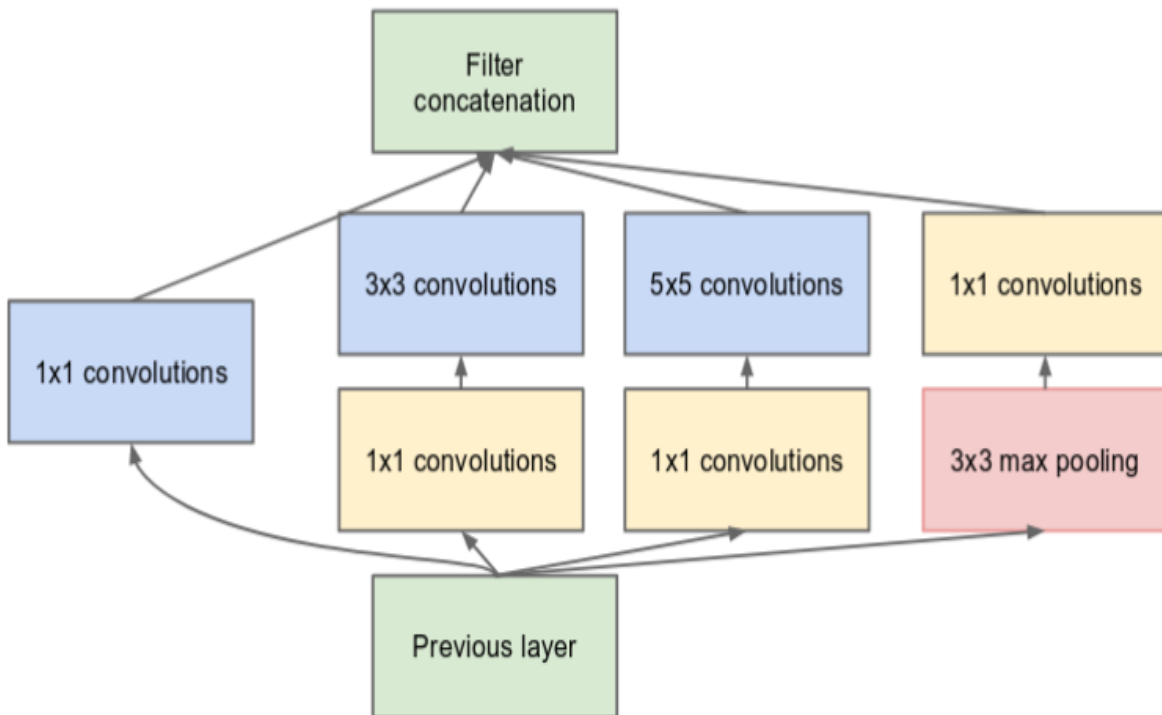 Filter
concatenation
3x3 convolutions
5x5 convolutions
1x1 convolutions
1x1 convolutions
1x1 convolutions
1x1 convolutions
3x3 max pooling
Previous layer